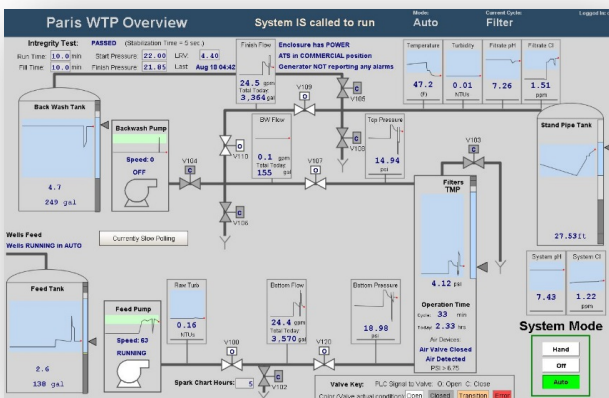 Paris WTP Overview
System IS called to run
Mode:
Auto
Current Cycle:
Filter
Logged In:
Intregrity Test: PASSED (Stabization Time = 5 sec.)
Run Time: 10.0 min Start Pressure: 22.00 LRV: 4.40
Fill Time: 10.0 min Finish Pressure: 21.85 Last Aug 18 04:42
Finish Flow
24.5 gpm
Total Today:
3,364 gal
Enclosure has POWER
ATS in COMMERCIAL position
Generator NOT reporting any alarms
Temperature
47.2
(f)
Turbidity
0.01
NTUs
Filtrate pH
7.26
Filtrate Cl
1.51
ppm
Back Wash Tank
4.7
249 gal
Backwash Pump
Speed: 0
OFF
V104
C
V110
O
V109
O
V105
C
V103
C
V106
C
BW Flow
0.1 gpm
Total Today
155 gal
V107
O
Top Pressure
14.94
psi
V103
C
Stand Pipe Tank
27.53ft
Filters
TMP
4.12 psi
Operation Time
Cycle: 33 min
Today: 2.33 hrs
Air Devices:
Air Valve Closed
Air Detected
PSI > 6.75
System pH
7.43
System Cl
1.22
ppm
Wells Feed
Wells RUNNING in AUTO
Currently Slow Polling
Feed Tank
2.6
138 gal
Feed Pump
Speed: 63
RUNNING
Raw Turb
0.16
NTUs
V100
O
Bottom Flow
24.4 gpm
Total Today:
3,570 gal
V120
O
Bottom Pressure
18.98
psi
V102
C
Spark Chart Hours: 5
System Mode
Hand
Off
Auto
Valve Key: PLC Signal to Valve: O: Open C: Close
Color (Valve actual condition) Open Closed Transition Error